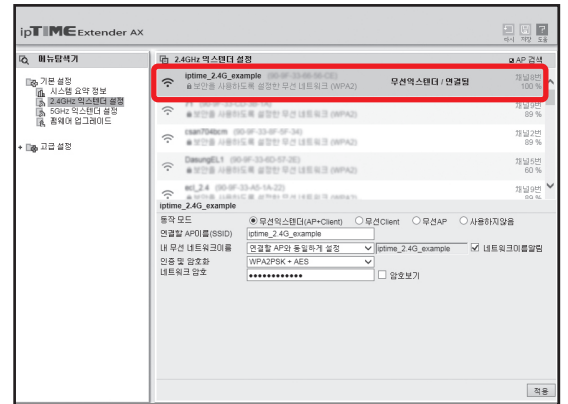 ipTIME Extender AX
캐시 저장 도움
메뉴탐색기
기본 설정
시스템 요약 정보
2.4GHz 익스텐더 설정
5GHz 익스텐더 설정
펌웨어 업그레이드
+ 고급 설정
2.4GHz 익스텐더 설정
AP 검색
iptime_2.4G_example
보안을 사용하도록 설정한 무선 네트워크 (WPA2)
무선익스텐더 / 연결됨
채널8번
100 %
보안을 사용하도록 설정한 무선 네트워크 (WPA2)
채널9번
89 %
보안을 사용하도록 설정한 무선 네트워크 (WPA2)
채널2번
89 %
DasungEL1
보안을 사용하도록 설정한 무선 네트워크 (WPA2)
채널5번
60 %
채널9번
89 %
iptime_2.4G_example
동작 모드
무선익스텐더(AP+Client) 무선Client 무선AP 사용하지않음
연결할 AP이름(SSID) iptime_2.4G_example
내 무선 네트워크이름 연결할 AP와 동일하게 설정 iptime_2.4G_example 네트워크이름알림
인증 및 암호화 WPA2PSK + AES
네트워크 암호 ●●●●●●●●●●●● 암호보기
적용